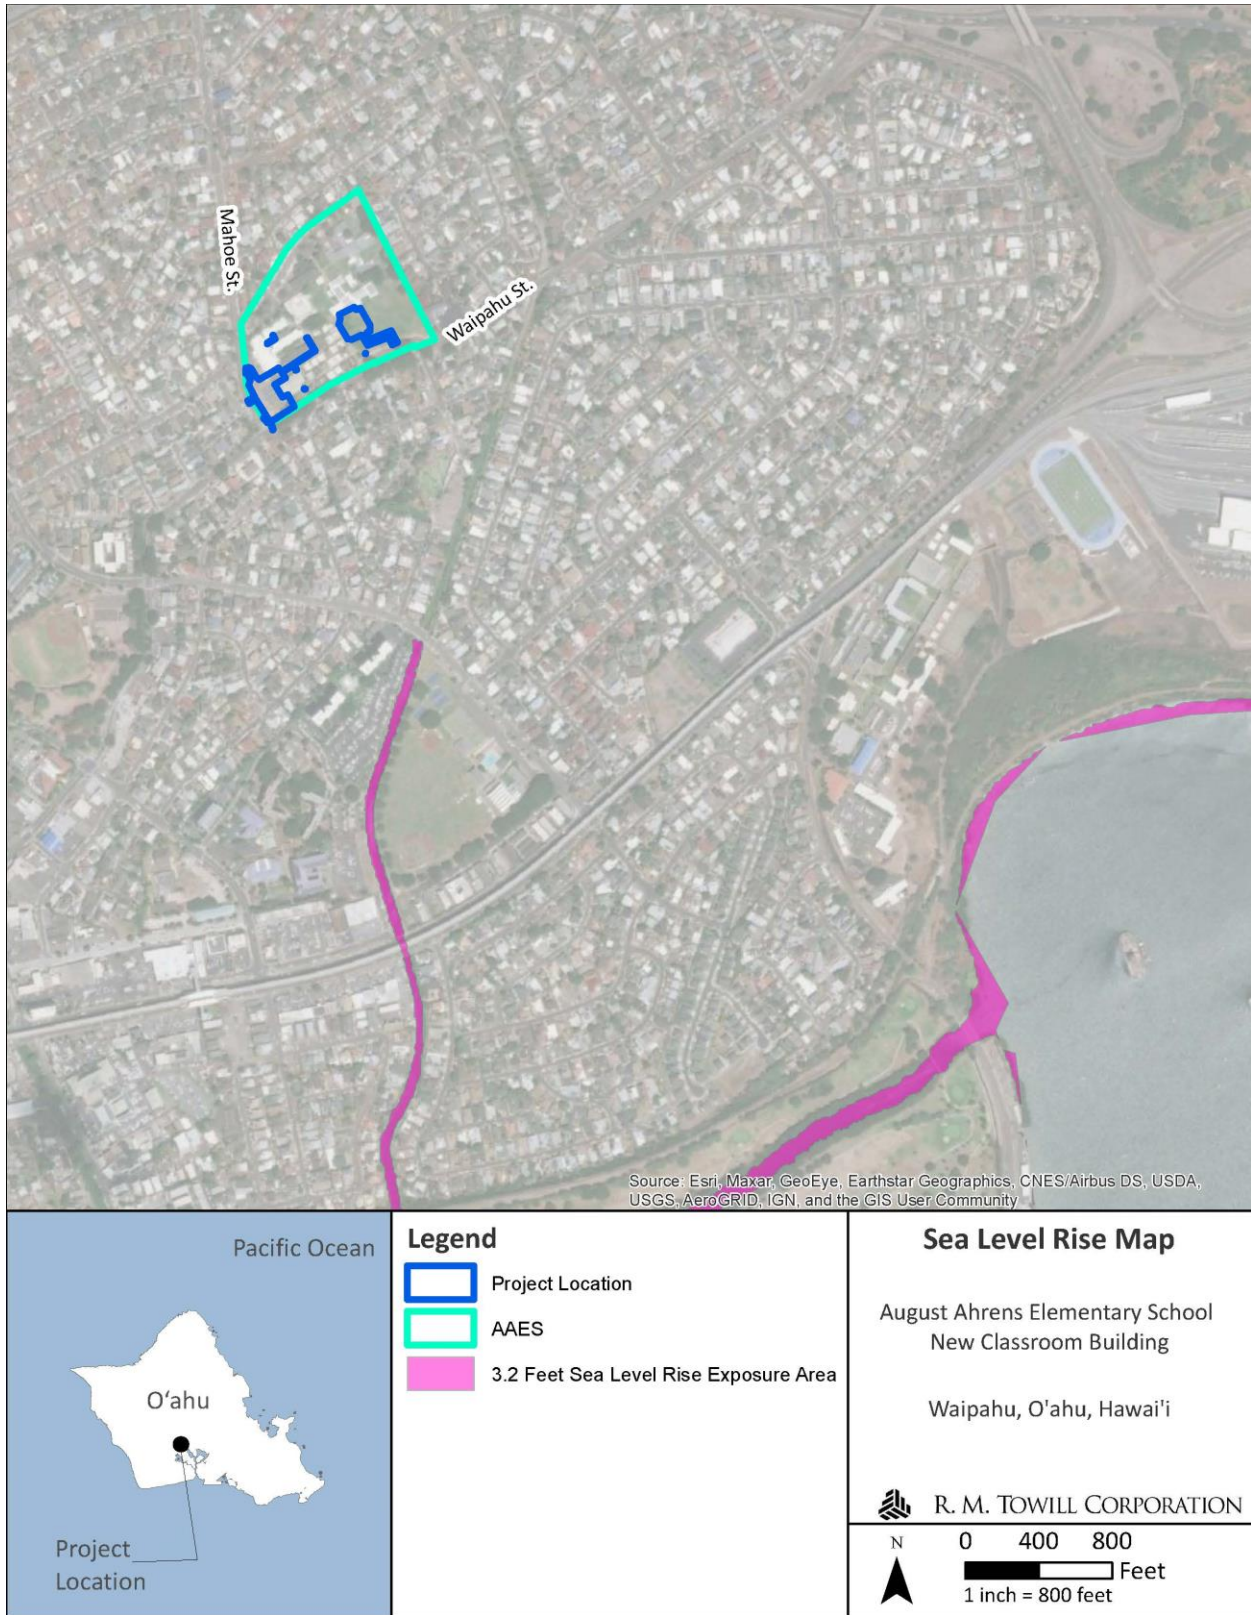 Mahoe St.
Waipahu St.
Source: Esri, Maxar, GeoEye, Earthstar Geographics, CNES/Airbus DS, USDA,
USGS, AeroGRID, IGN, and the GIS User Community
Pacific Ocean
Oʻahu
Project
Location
Legend
Project Location
AAES
3.2 Feet Sea Level Rise Exposure Area
Sea Level Rise Map
August Ahrens Elementary School
New Classroom Building
Waipahu, O'ahu, Hawai'i
R. M. TOWILL CORPORATION
N
0 400 800
Feet
1 inch = 800 feet